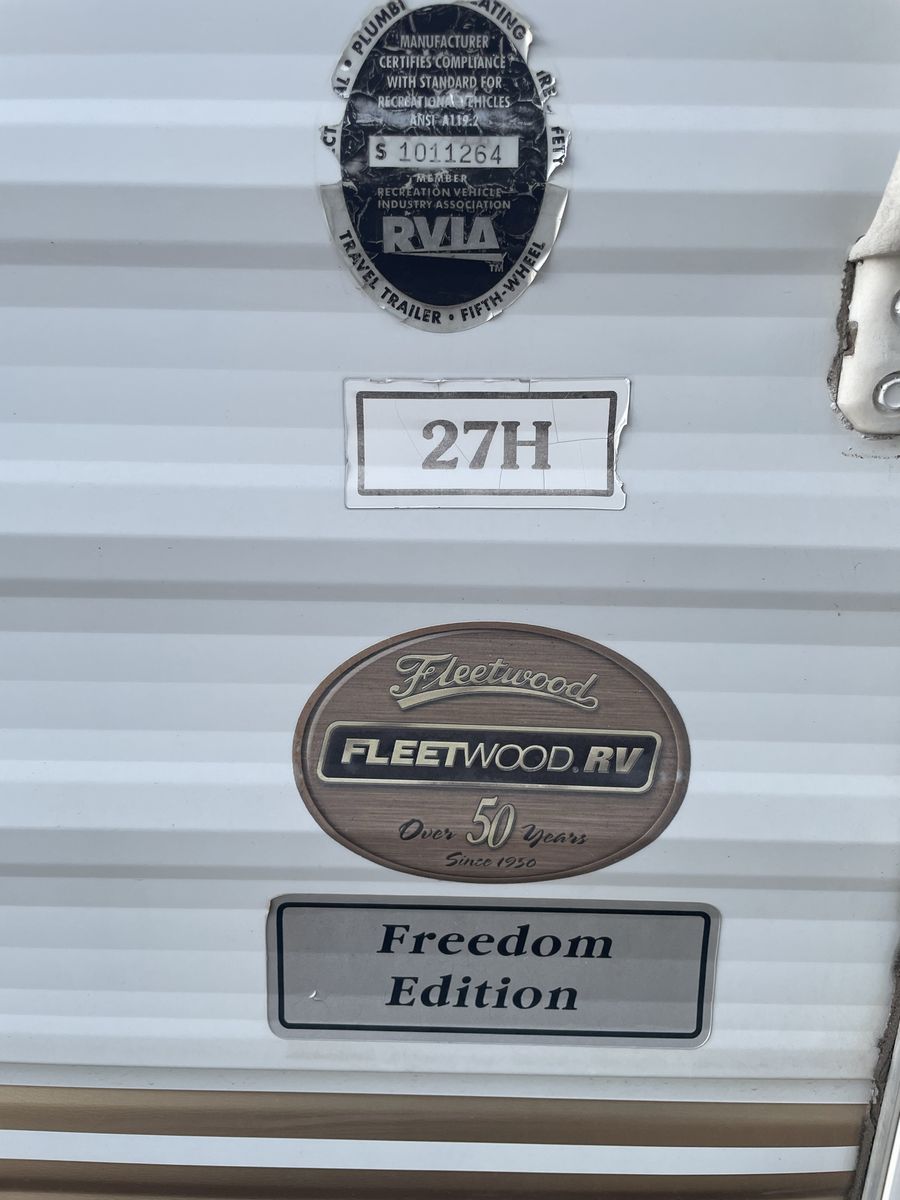 MANUFACTURER
CERTIFIES COMPLIANCE
WITH STANDARD FOR
RECREATIONAL VEHICLES
ANSI A119.2
S 1011264
MEMBER
RECREATION VEHICLE
INDUSTRY ASSOCIATION
RVIA
TM
TRAVEL TRAILER • FIFTH-WHEEL
27H
Fleetwood
FLEETWOOD. RV
Over 50 Years
Since 1950
Freedom
Edition